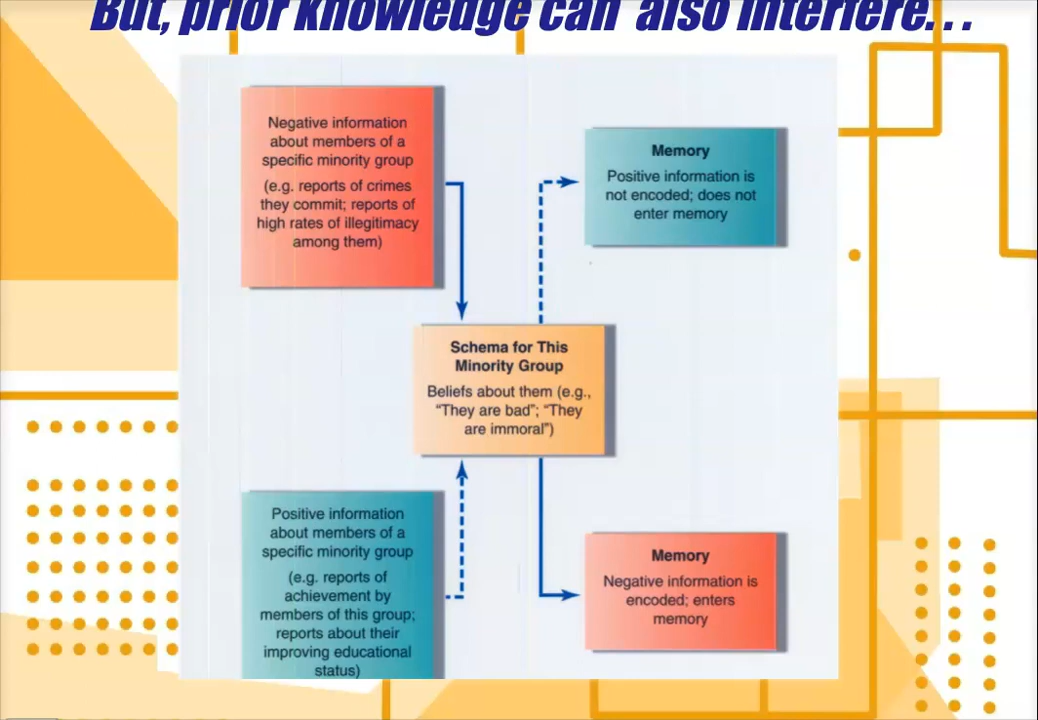 But, prior knowledge can also interfere. . .
Negative information
about members of a
specific minority group
(e.g. reports of crimes
they commit; reports of
high rates of illegitimacy
among them)
Memory
Positive information is
not encoded; does not
enter memory
Schema for This
Minority Group
Beliefs about them (e.g.,
“They are bad”; “They
are immoral”)
Positive information
about members of a
specific minority group
(e.g. reports of
achievement by
members of this group;
reports about their
improving educational
status)
Memory
Negative information is
encoded; enters
memory